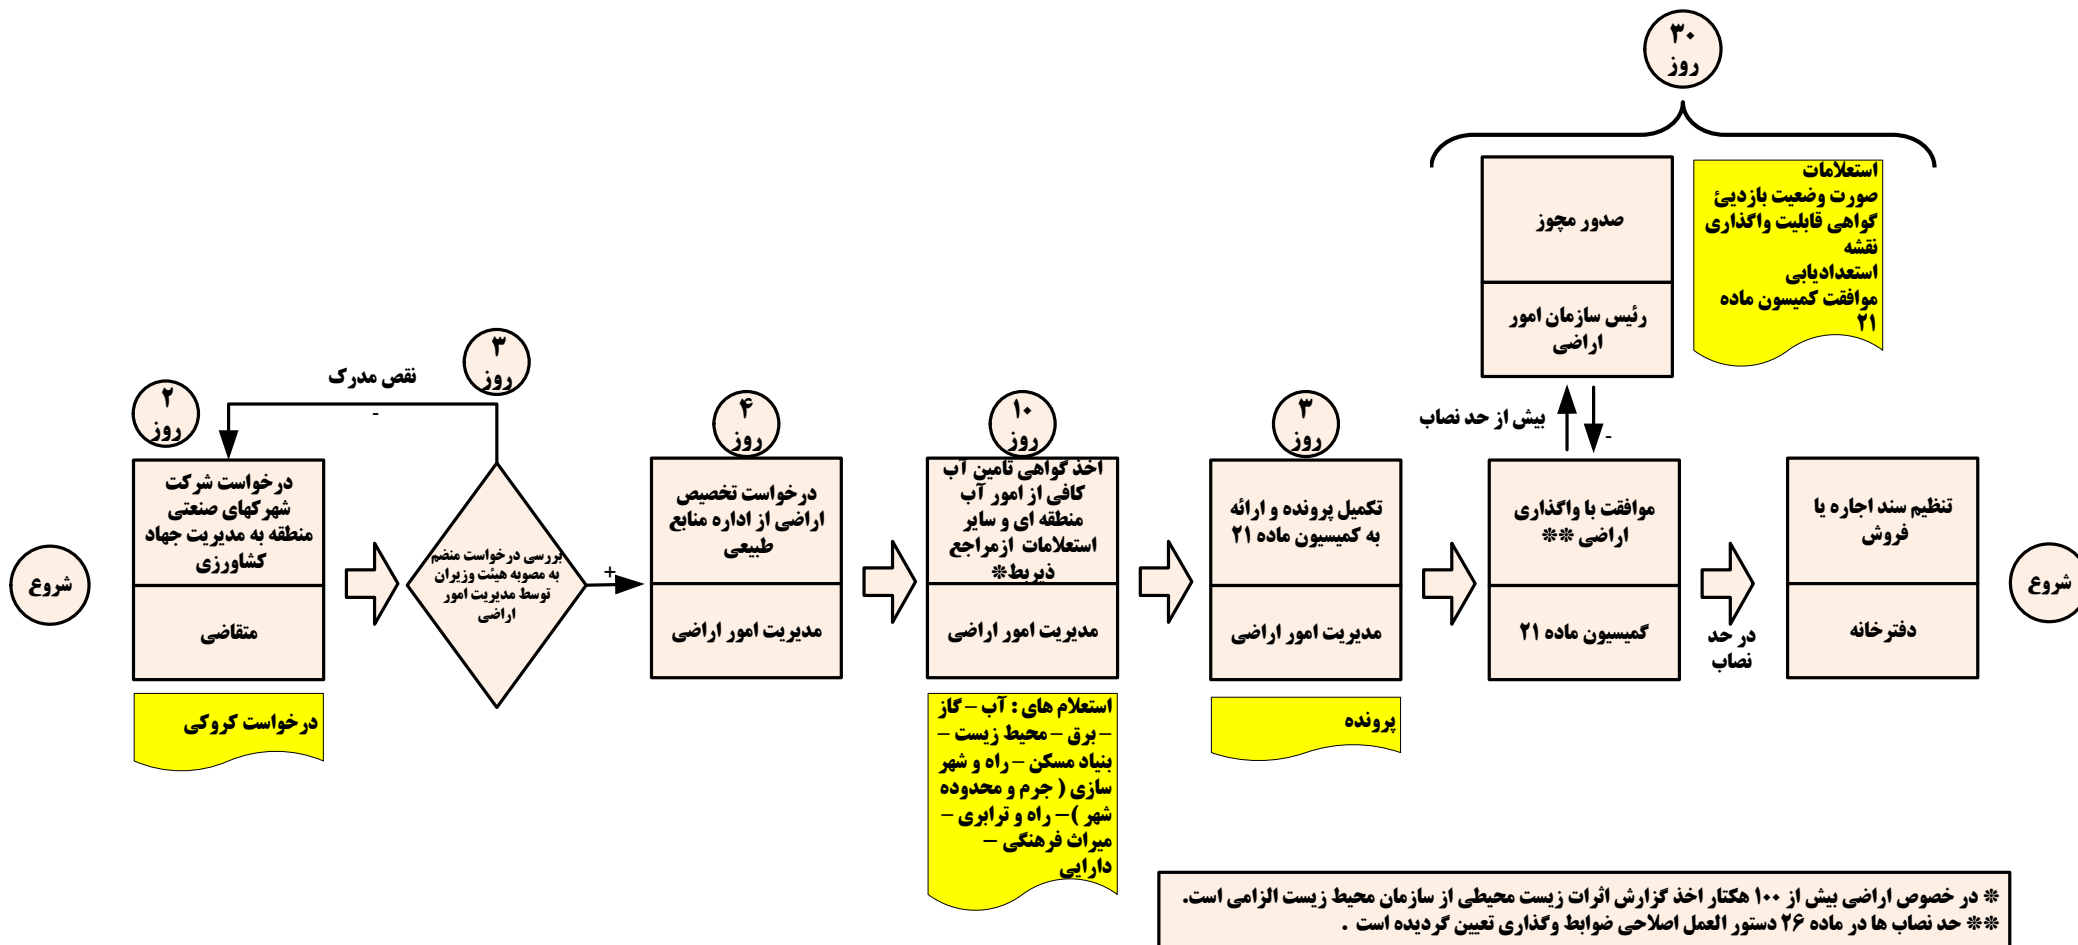 شروع
۲
روز
درخواست شرکت
شهرکهای صنعتی
منطقه به مدیریت جهاد
کشاورزی
متقاضی
درخواست کروکی
نقص مدرک
-
۳
روز
بررسی درخواست منضم
به مصوبه هیئت وزیران
توسط مدیریت امور
اراضی
+
۴
روز
درخواست تخصیص
اراضی از اداره منابع
طبیعی
مدیریت امور اراضی
۱۰
روز
اخذ گواهی تامین آب
کافی از امور آب
منطقه ای و سایر
استعلامات ازمراجع
ذیربط*
مدیریت امور اراضی
استعلام های : آب – گاز
– برق – محیط زیست –
بنیاد مسکن – راه و شهر
سازی ( جرم و محدوده
شهر )– راه و ترابری –
میراث فرهنگی –
دارایی
۳
روز
تکمیل پرونده و ارائه
به کمیسیون ماده ۲۱
مدیریت امور اراضی
پرونده
موافقت با واگذاری
اراضی **
گمیسیون ماده ۲۱
بیش از حد نصاب
-
۳۰
روز
صدور مچوز
رئیس سازمان امور
اراضی
استعلامات
صورت وضعیت بازدیئ
گواهی قابلیت واگذاری
نقشه
استعدادیابی
موافقت کمیسون ماده
۲۱
در حد
نصاب
تنظیم سند اجاره یا
فروش
دفترخانه
شروع
* در خصوص اراضی بیش از ۱۰۰ هکتار اخذ گزارش اثرات زیست محیطی از سازمان محیط زیست الزامی است.
** حد نصاب ها در ماده ۲۶ دستور العمل اصلاحی ضوابط وگذاری تعیین گردیده است .